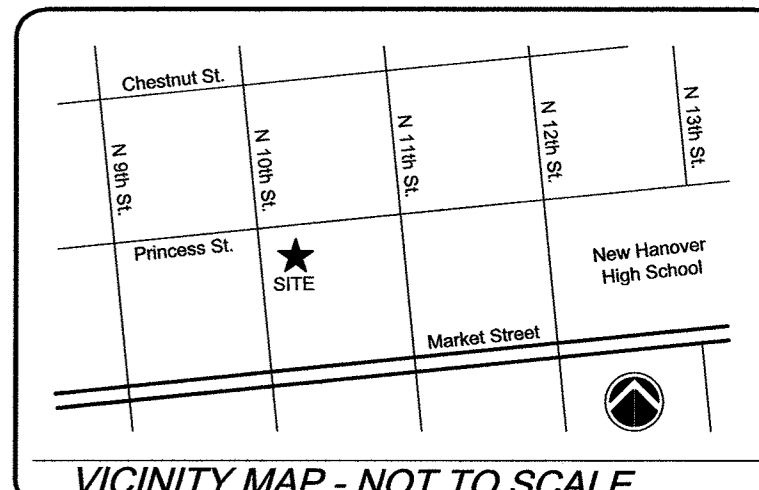 Chestnut St.
N 9th St.
N 10th St.
N 11th St.
N 12th St.
N 13th St.
Princess St.
SITE
New Hanover
High School
Market Street
VICINITY MAP - NOT TO SCALE